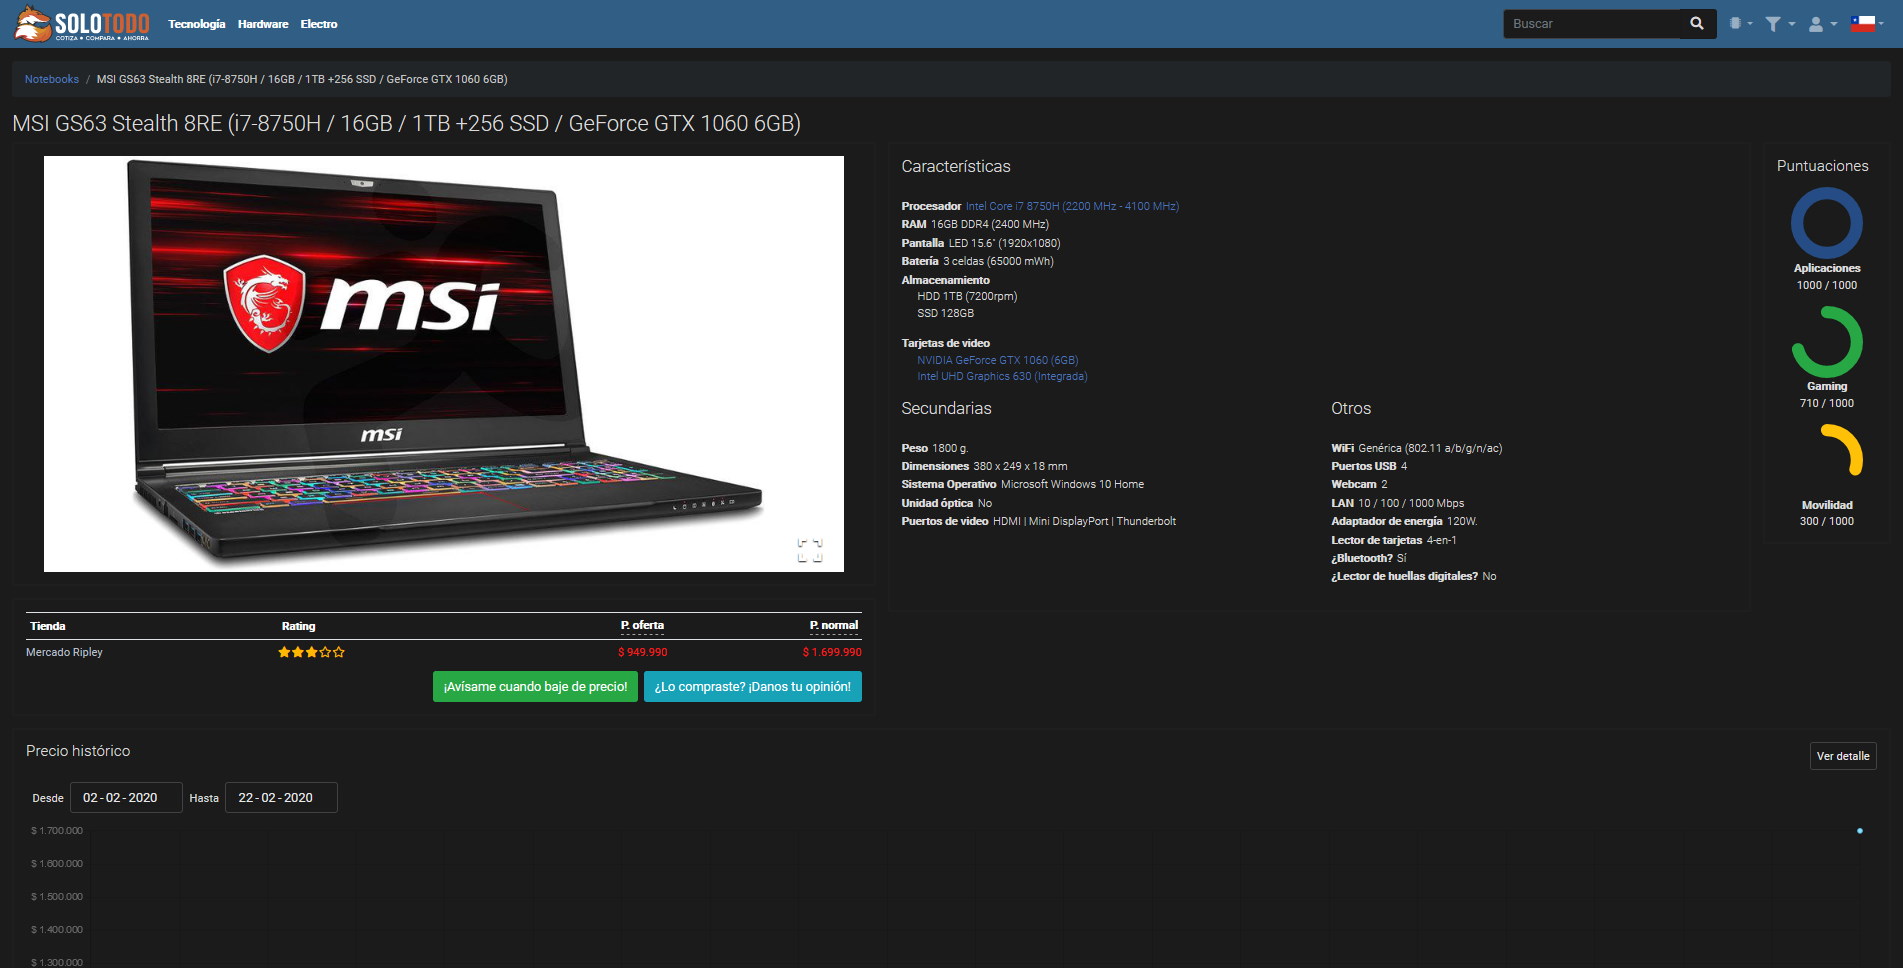 SOLOTODO
COTIZA • COMPARA • AHORRA
Tecnología Hardware Electro
Buscar
Notebooks / MSI GS63 Stealth 8RE (i7-8750H / 16GB / 1TB +256 SSD / GeForce GTX 1060 6GB)
MSI GS63 Stealth 8RE (i7-8750H / 16GB / 1TB +256 SSD / GeForce GTX 1060 6GB)
msi
msi
Características
Procesador Intel Core i7 8750H (2200 MHz - 4100 MHz)
RAM 16GB DDR4 (2400 MHz)
Pantalla LED 15.6" (1920x1080)
Batería 3 celdas (65000 mWh)
Almacenamiento
HDD 1TB (7200rpm)
SSD 128GB
Tarjetas de video
NVIDIA GeForce GTX 1060 (6GB)
Intel UHD Graphics 630 (Integrada)
Secundarias
Peso 1800 g.
Dimensiones 380 x 249 x 18 mm
Sistema Operativo Microsoft Windows 10 Home
Unidad óptica No
Puertos de video HDMI | Mini DisplayPort | Thunderbolt
Otros
WiFi Genérica (802.11 a/b/g/n/ac)
Puertos USB 4
Webcam 2
LAN 10 / 100 / 1000 Mbps
Adaptador de energía 120W.
Lector de tarjetas 4-en-1
¿Bluetooth? Sí
¿Lector de huellas digitales? No
Puntuaciones
Aplicaciones
1000 / 1000
Gaming
710 / 1000
Movilidad
300 / 1000
Tienda Rating P. oferta P. normal
Mercado Ripley $ 949.990 $ 1.699.990
¡Avísame cuando baje de precio! ¿Lo compraste? ¡Danos tu opinión!
Precio histórico
Ver detalle
Desde 02-02-2020 Hasta 22-02-2020
$ 1.700.000
$ 1.600.000
$ 1.500.000
$ 1.400.000
$ 1.300.000